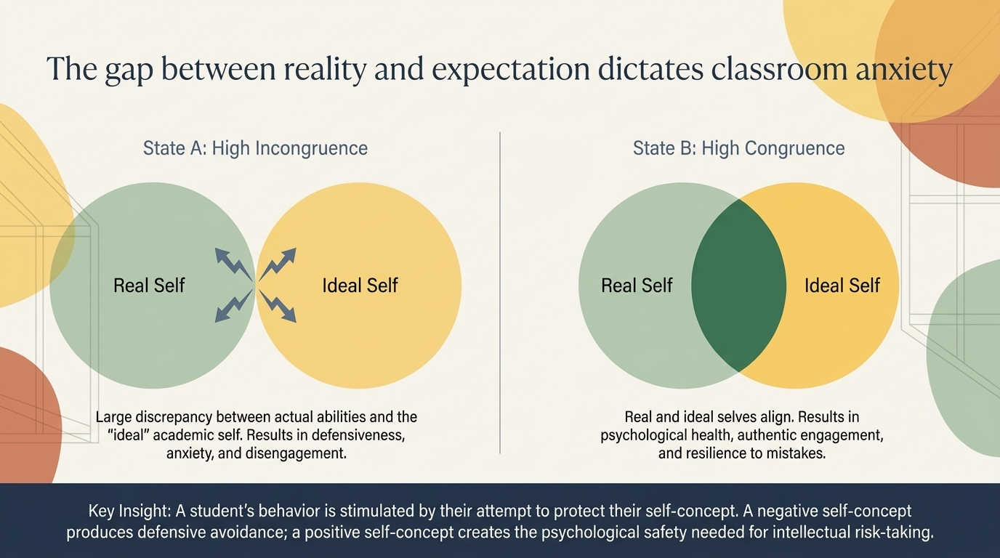 The gap between reality and expectation dictates classroom anxiety
State A: High Incongruence
Real Self
Ideal Self
Large discrepancy between actual abilities and the
“ideal” academic self. Results in defensiveness,
anxiety, and disengagement.
State B: High Congruence
Real Self
Ideal Self
Real and ideal selves align. Results in
psychological health, authentic engagement,
and resilience to mistakes.
Key Insight: A student’s behavior is stimulated by their attempt to protect their self-concept. A negative self-concept
produces defensive avoidance; a positive self-concept creates the psychological safety needed for intellectual risk-taking.